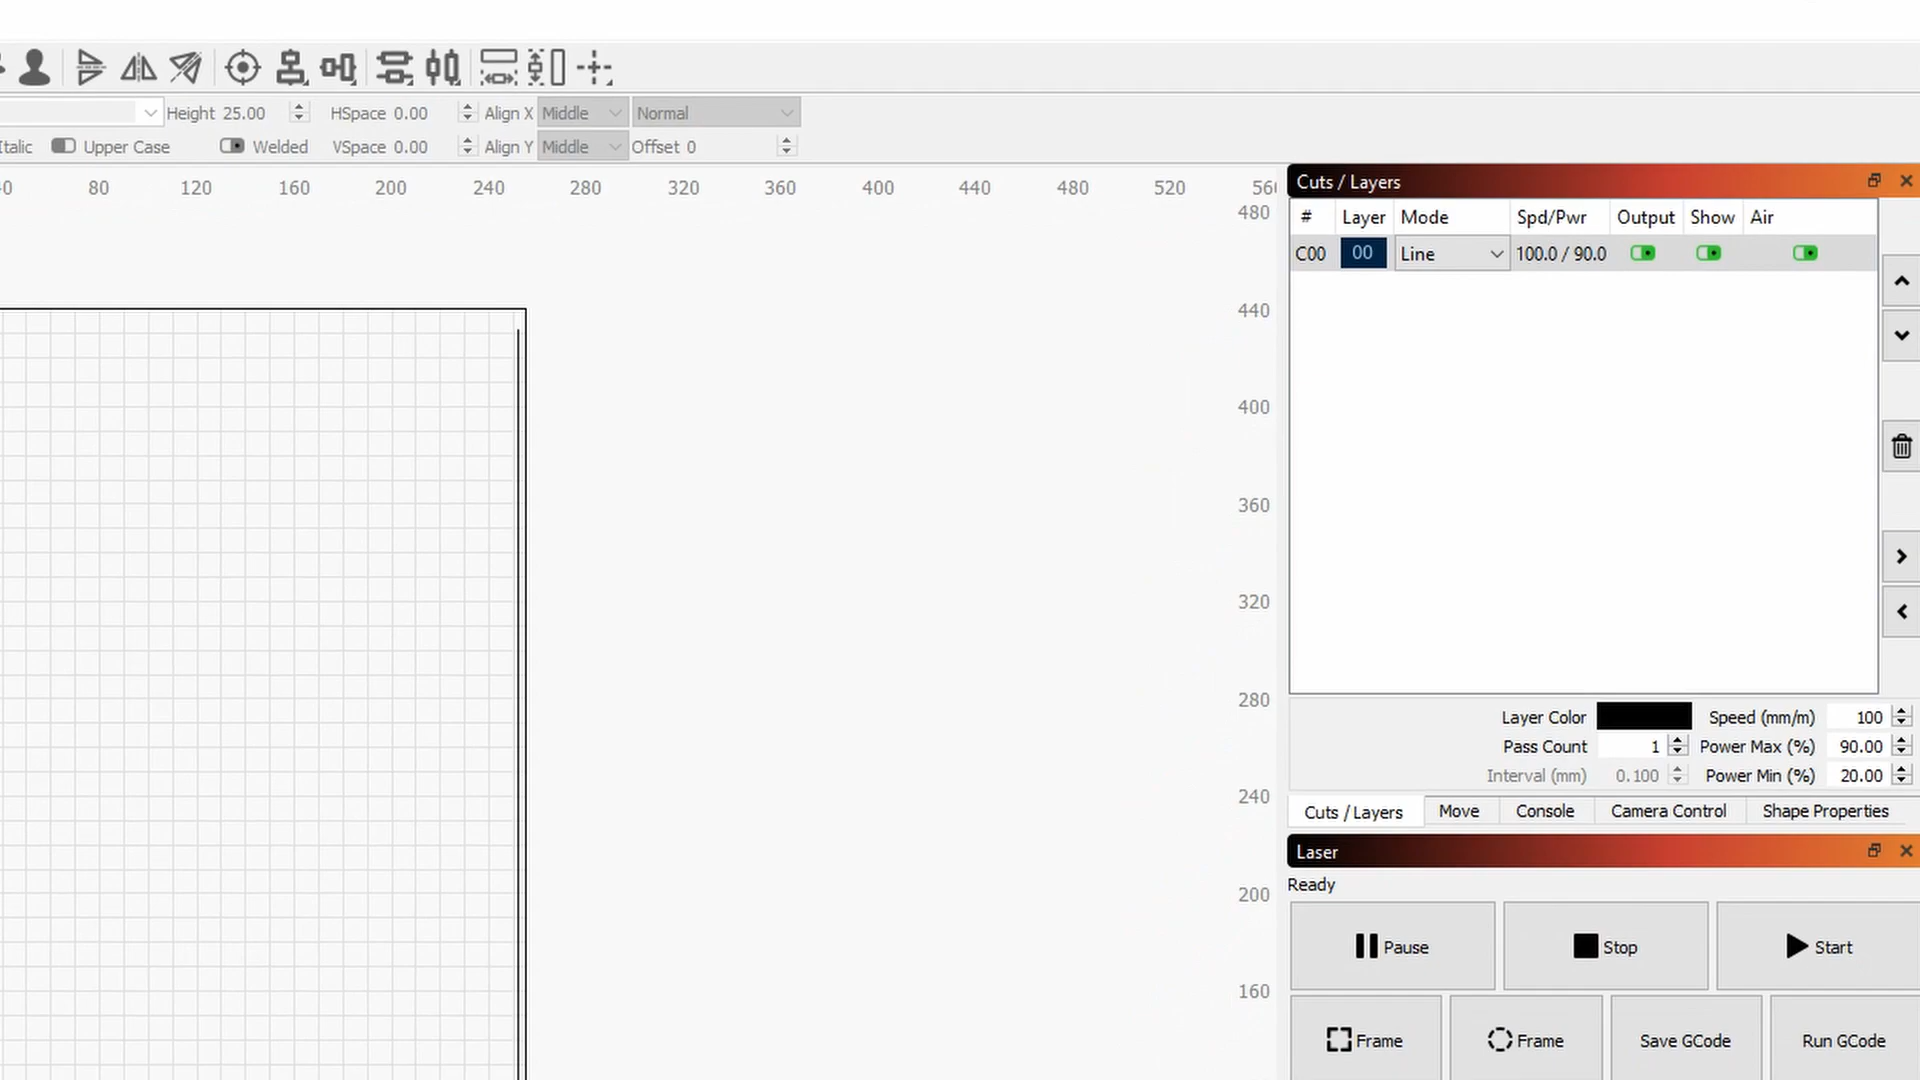 Height 25.00 HSpace 0.00 Align X Middle Normal
Italic Upper Case Welded VSpace 0.00 Align Y Middle Offset 0
80 120 160 200 240 280 320 360 400 440 480 520
480
440
400
360
320
280
240
200
160
Cuts / Layers
# Layer Mode Spd/Pwr Output Show Air
C00 00 Line 100.0 / 90.0
Layer Color Speed (mm/m) 100
Pass Count 1 Power Max (%) 90.00
Interval (mm) 0.100 Power Min (%) 20.00
Cuts / Layers Move Console Camera Control Shape Properties
Laser
Ready
Pause Stop Start
Frame Frame Save GCode Run GCode